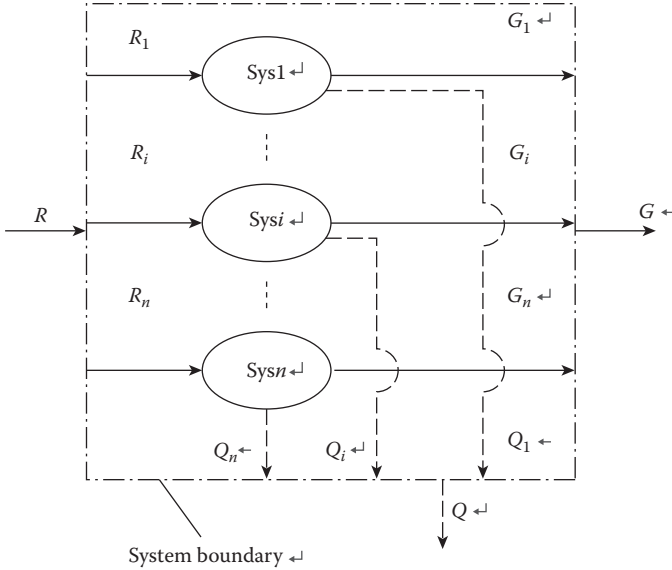 R1 G1 ↵
Sys1 ↵
Ri Gi
R Sysi ↵ G ←
Rn Gn ↵
Sysn ↵
Qn ← Qi ↵ Q1 ←
Q ↵
System boundary ↵